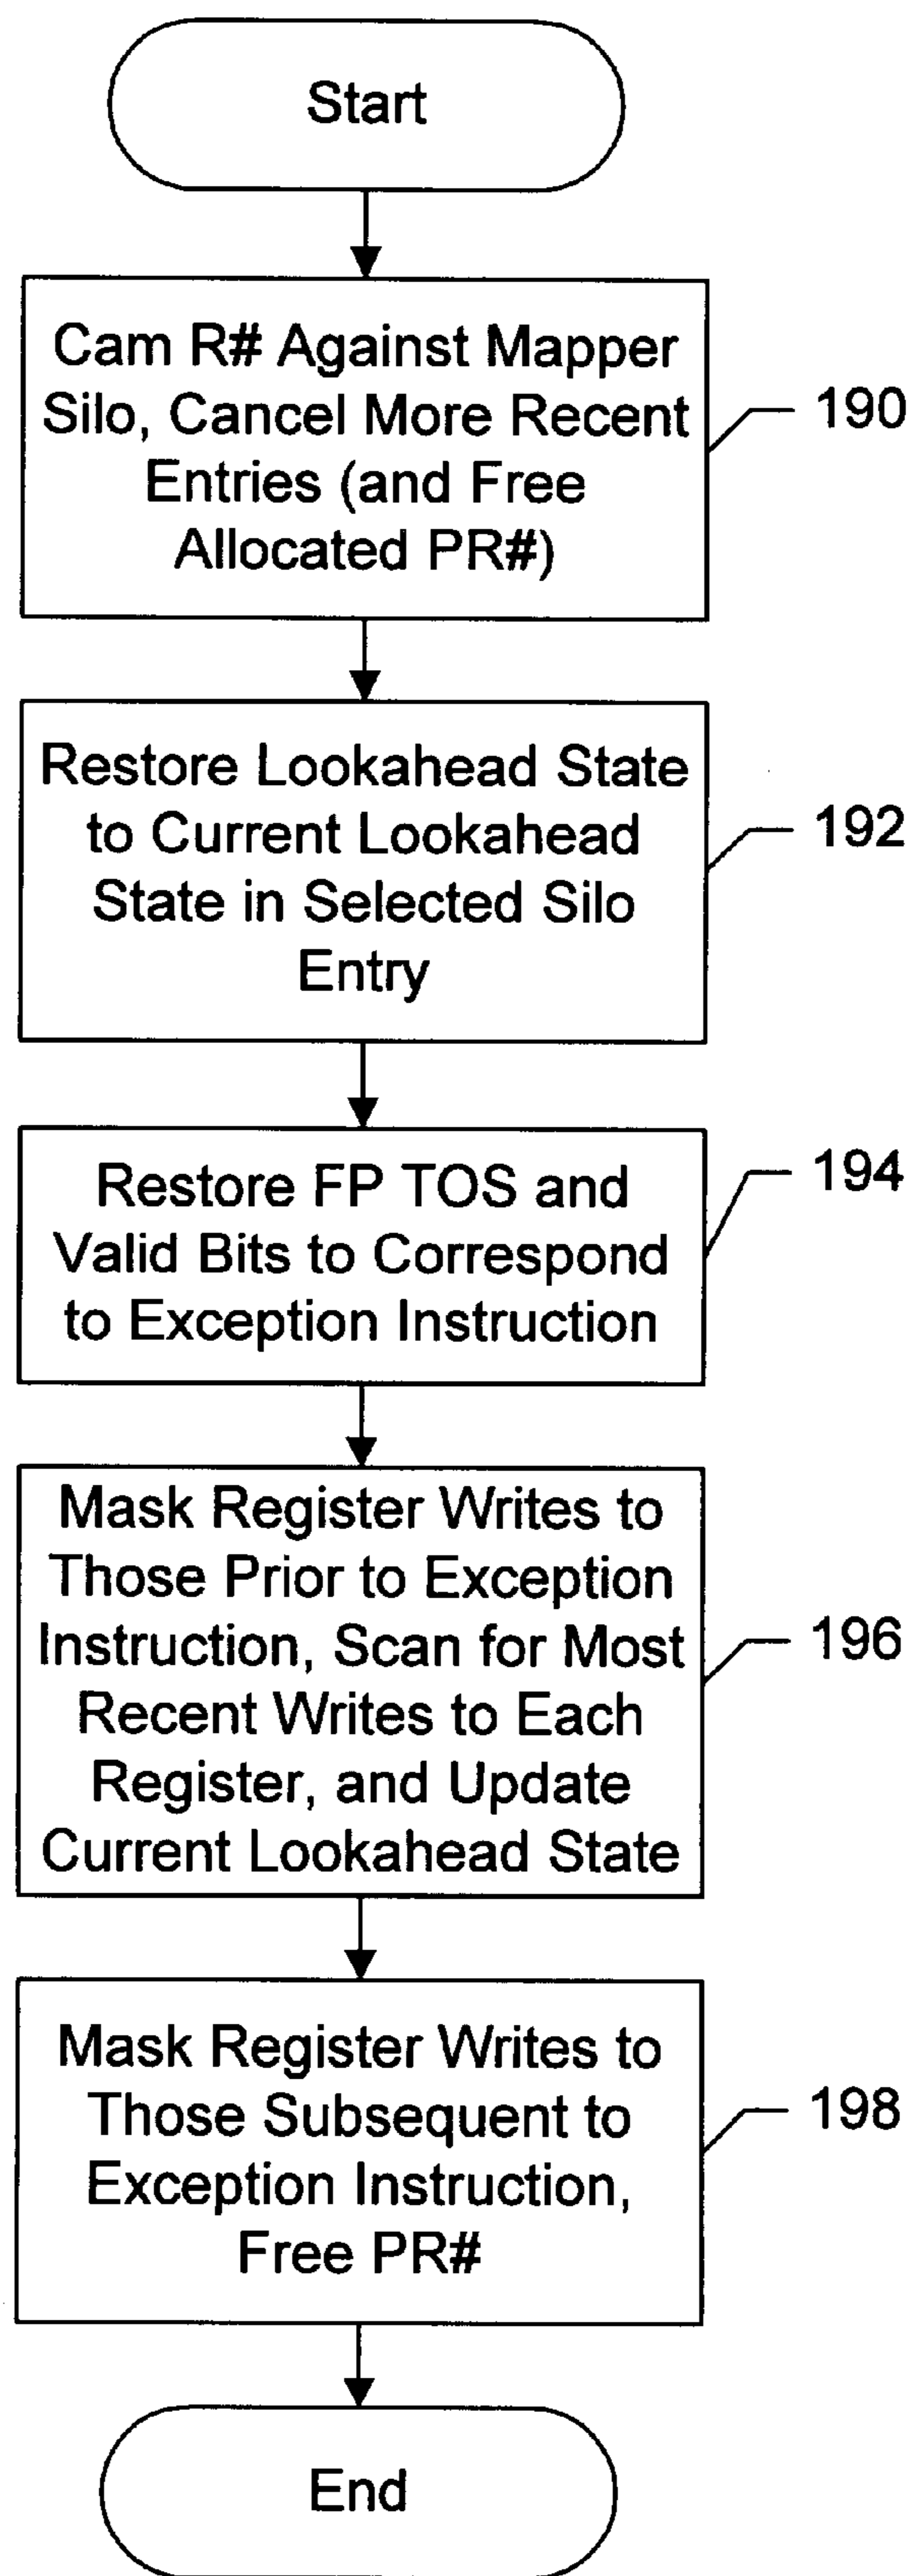 Start
Cam R# Against Mapper
Silo, Cancel More Recent
Entries (and Free
Allocated PR#)
190
Restore Lookahead State
to Current Lookahead
State in Selected Silo
Entry
192
Restore FP TOS and
Valid Bits to Correspond
to Exception Instruction
194
Mask Register Writes to
Those Prior to Exception
Instruction, Scan for Most
Recent Writes to Each
Register, and Update
Current Lookahead State
196
Mask Register Writes to
Those Subsequent to
Exception Instruction,
Free PR#
198
End